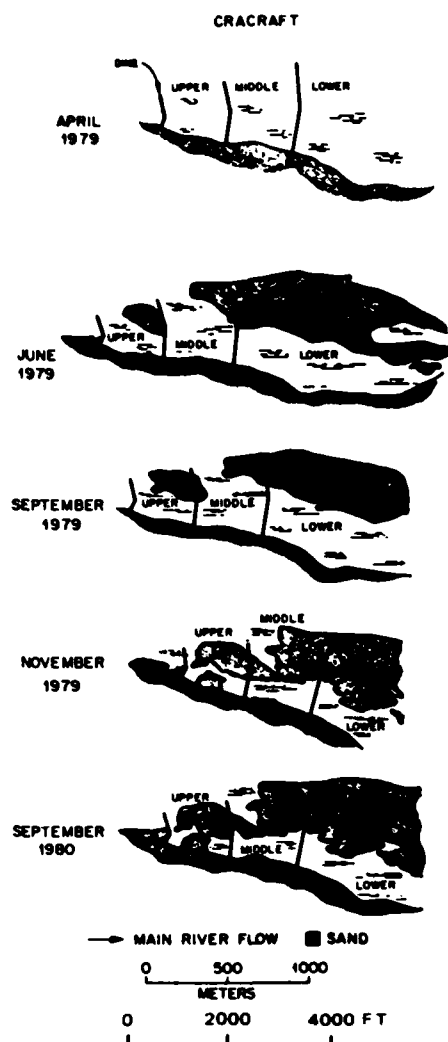 CRACRAFT
DIKE
UPPER MIDDLE LOWER
APRIL
1979
JUNE
1979
UPPER MIDDLE LOWER
SEPTEMBER
1979
UPPER MIDDLE LOWER
NOVEMBER
1979
UPPER MIDDLE
LOWER
SEPTEMBER
1980
UPPER
MIDDLE
LOWER
MAIN RIVER FLOW SAND
0 500 1000
METERS
0 2000 4000 FT